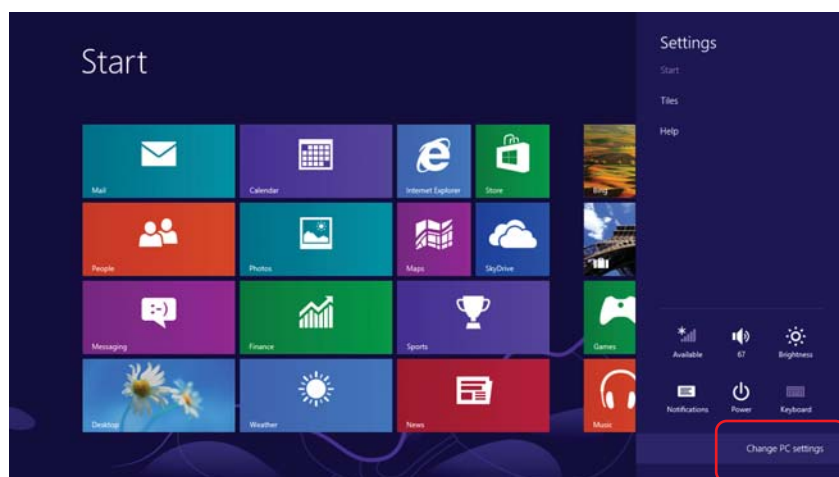 Start
Settings
Start
Tiles
Help
Mail
Calendar
Internet Explorer
Store
Bing
People
Photos
Maps
SkyDrive
Messaging
Finance
Sports
Games
Desktop
Weather
News
Music
Available
67
Brightness
Notifications
Power
Keyboard
Change PC settings